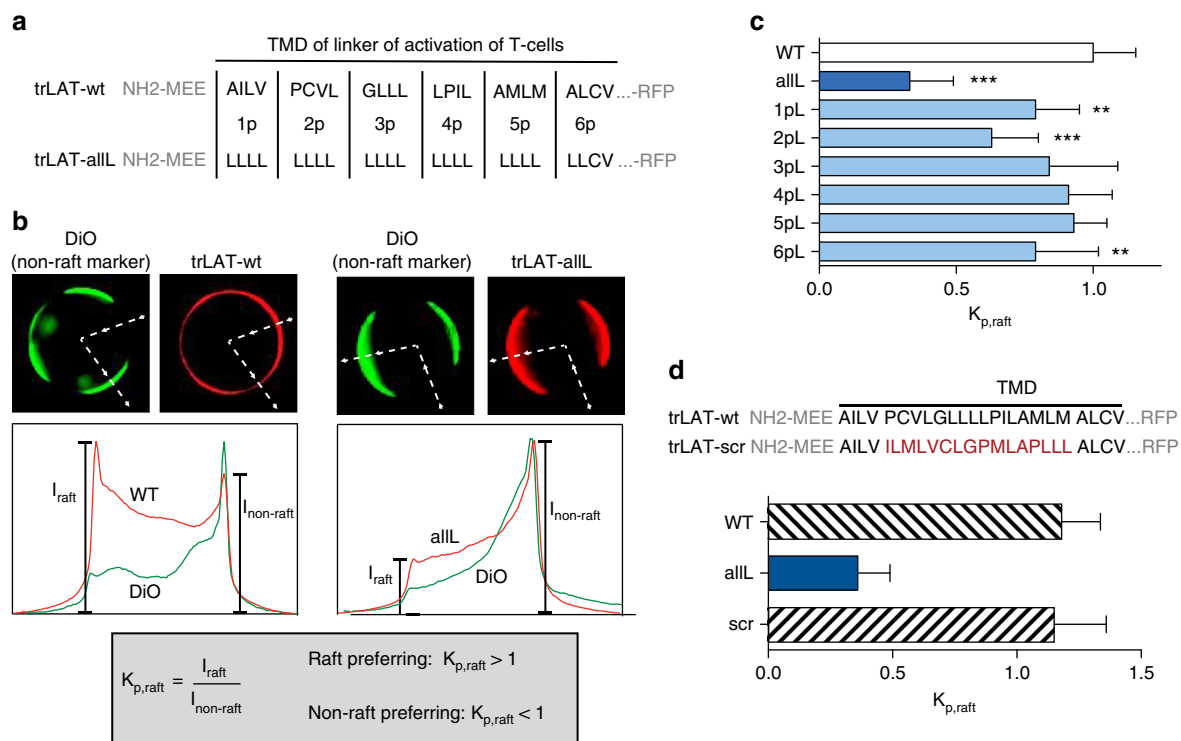 a
TMD of linker of activation of T-cells
trLAT-wt NH2-MEE AILV PCVL GLLL LPIL AMLM ALCV...-RFP
1p 2p 3p 4p 5p 6p
trLAT-allL NH2-MEE LLLL LLLL LLLL LLLL LLLL LLCV ...-RFP
b
DiO
(non-raft marker)
trLAT-wt
DiO
(non-raft marker)
trLAT-allL
Iraft
WT
DiO
Inon-raft
Iraft
allL
DiO
Inon-raft
Kp,raft = Iraft
Inon-raft
Raft preferring: Kp,raft > 1
Non-raft preferring: Kp,raft < 1
c
WT
allL ***
1pL **
2pL ***
3pL
4pL
5pL
6pL **
0.0 0.5 1.0
Kp,raft
d
TMD
trLAT-wt NH2-MEE AILV PCVLGLLLLPILAMLM ALCV...-RFP
trLAT-scr NH2-MEE AILV ILMLVCLGPMLAPLLL ALCV ...-RFP
WT
allL
scr
0.0 0.5 1.0 1.5
Kp,raft